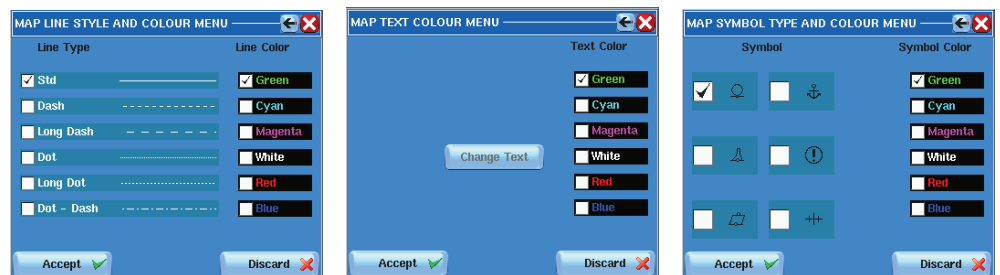 MAP LINE STYLE AND COLOUR MENU
Line Type Line Color
Std Green
Dash Cyan
Long Dash Magenta
Dot White
Long Dot Red
Dot - Dash Blue
Accept Discard
MAP TEXT COLOUR MENU
Text Color
Green
Cyan
Magenta
Change Text White
Red
Blue
Accept Discard
MAP SYMBOL TYPE AND COLOUR MENU
Symbol Symbol Color
Green
Cyan
Magenta
White
Red
Blue
Accept Discard